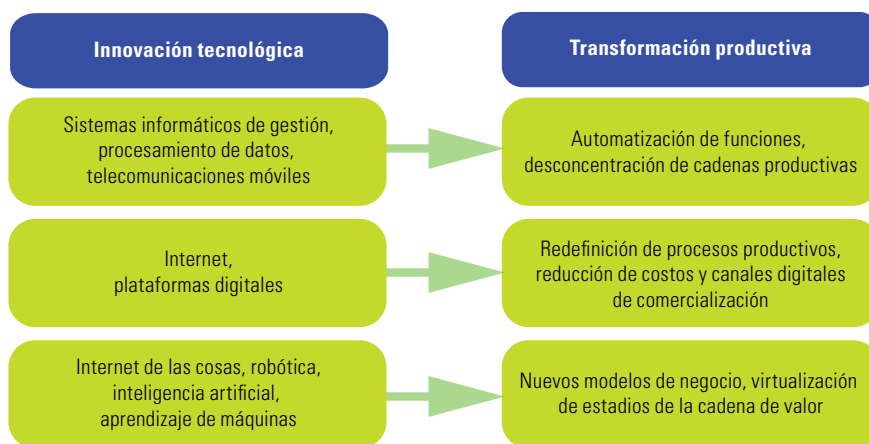 Innovación tecnológica
Transformación productiva
Sistemas informáticos de gestión,
procesamiento de datos,
telecomunicaciones móviles
Automatización de funciones,
desconcentración de cadenas productivas
Internet,
plataformas digitales
Redefinición de procesos productivos,
reducción de costos y canales digitales
de comercialización
Internet de las cosas, robótica,
inteligencia artificial,
aprendizaje de máquinas
Nuevos modelos de negocio, virtualización
de estadios de la cadena de valor